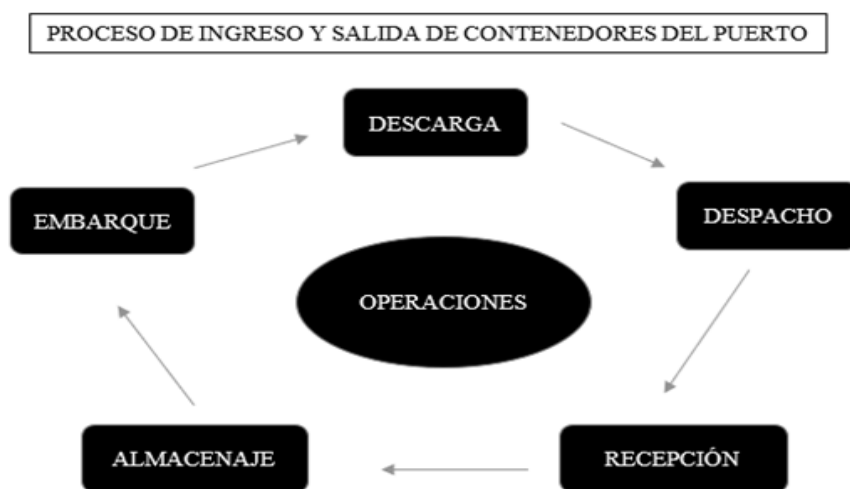 PROCESO DE INGRESO Y SALIDA DE CONTENEDORES DEL PUERTO
DESCARGA
EMBARQUE
DESPACHO
OPERACIONES
ALMACENAJE
RECEPCIÓN